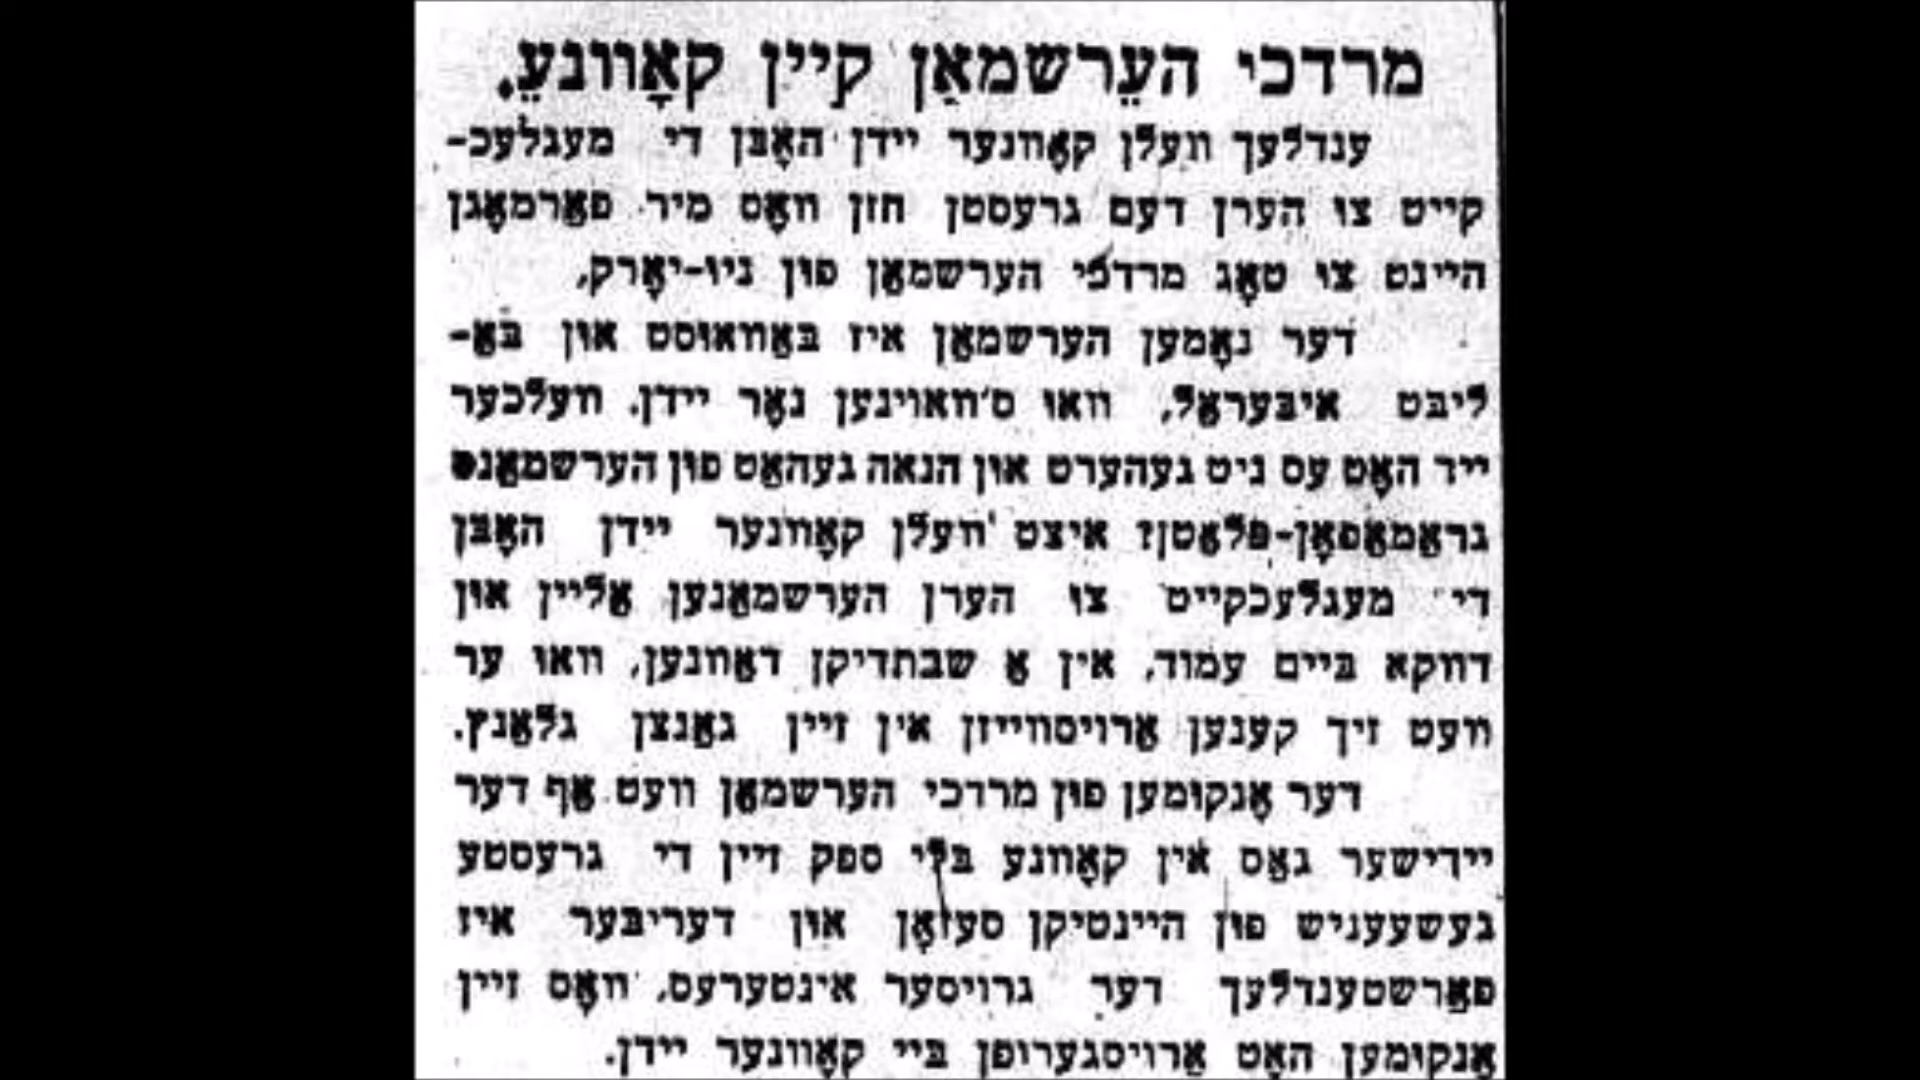 מרדכי הערשמאַן קיין קאָוונע.
ענדלעך וועלן קאָוונער יידן האָבן די מעגלעכ-
קייט צו הערן דעם גרעסטן חזן וואָס מיר פאַרמאָגן
היינט צו טאָג מרדכי הערשמאַן פון ניו-יאָרק,
דער נאָמען הערשמאַן איז באַוואוסט און באַ-
ליבט איבעראַל, וואו ס'וואוינען נאָר יידן. וועלכער
ייד האָט עס ניט געהערט און הנאה געהאַט פון הערשמאַנס
גראַמאַפאָן-פּלאַטן? איצט וועלן קאָוונער יידן האָבן
די מעגלעכקייט צו הערן הערשמאַנען אַליין און
דווקא ביים עמוד, אין אַ שבתדיקן דאַוונען, וואו ער
וועט זיך קענען אַרויסווייזן אין זיין גאַנצן גלאַנץ.
דער אָנקומען פון מרדכי הערשמאַן וועט אַף דער
יידישער גאַס אין קאָוונע בלי ספק זיין די גרעסטע
געשעעניש פון היינטיקן סעזאָן און דעריבער איז
פאַרשטענדלעך דער גרויסער אינטערעס, וואָס זיין
אָנקומען האָט אַרויסגערופן ביי קאָוונער יידן.